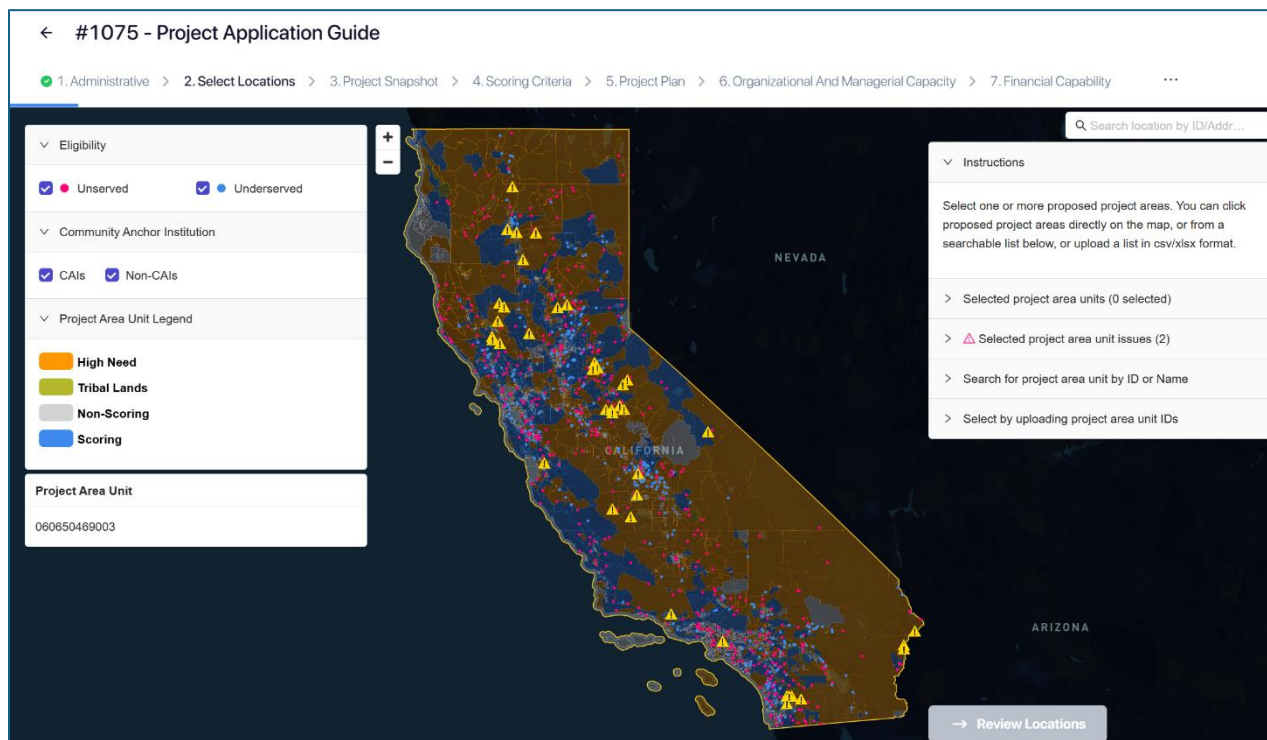 ← #1075 - Project Application Guide
1. Administrative > 2. Select Locations > 3. Project Snapshot > 4. Scoring Criteria > 5. Project Plan > 6. Organizational And Managerial Capacity > 7. Financial Capability ...
Eligibility
Unserved Underserved
Community Anchor Institution
CAIs Non-CAIs
Project Area Unit Legend
High Need
Tribal Lands
Non-Scoring
Scoring
Project Area Unit
060650469003
+
−
NEVADA
CALIFORNIA
ARIZONA
Search location by ID/Addr...
Instructions
Select one or more proposed project areas. You can click
proposed project areas directly on the map, or from a
searchable list below, or upload a list in csv/xlsx format.
Selected project area units (0 selected)
Selected project area unit issues (2)
Search for project area unit by ID or Name
Select by uploading project area unit IDs
→ Review Locations